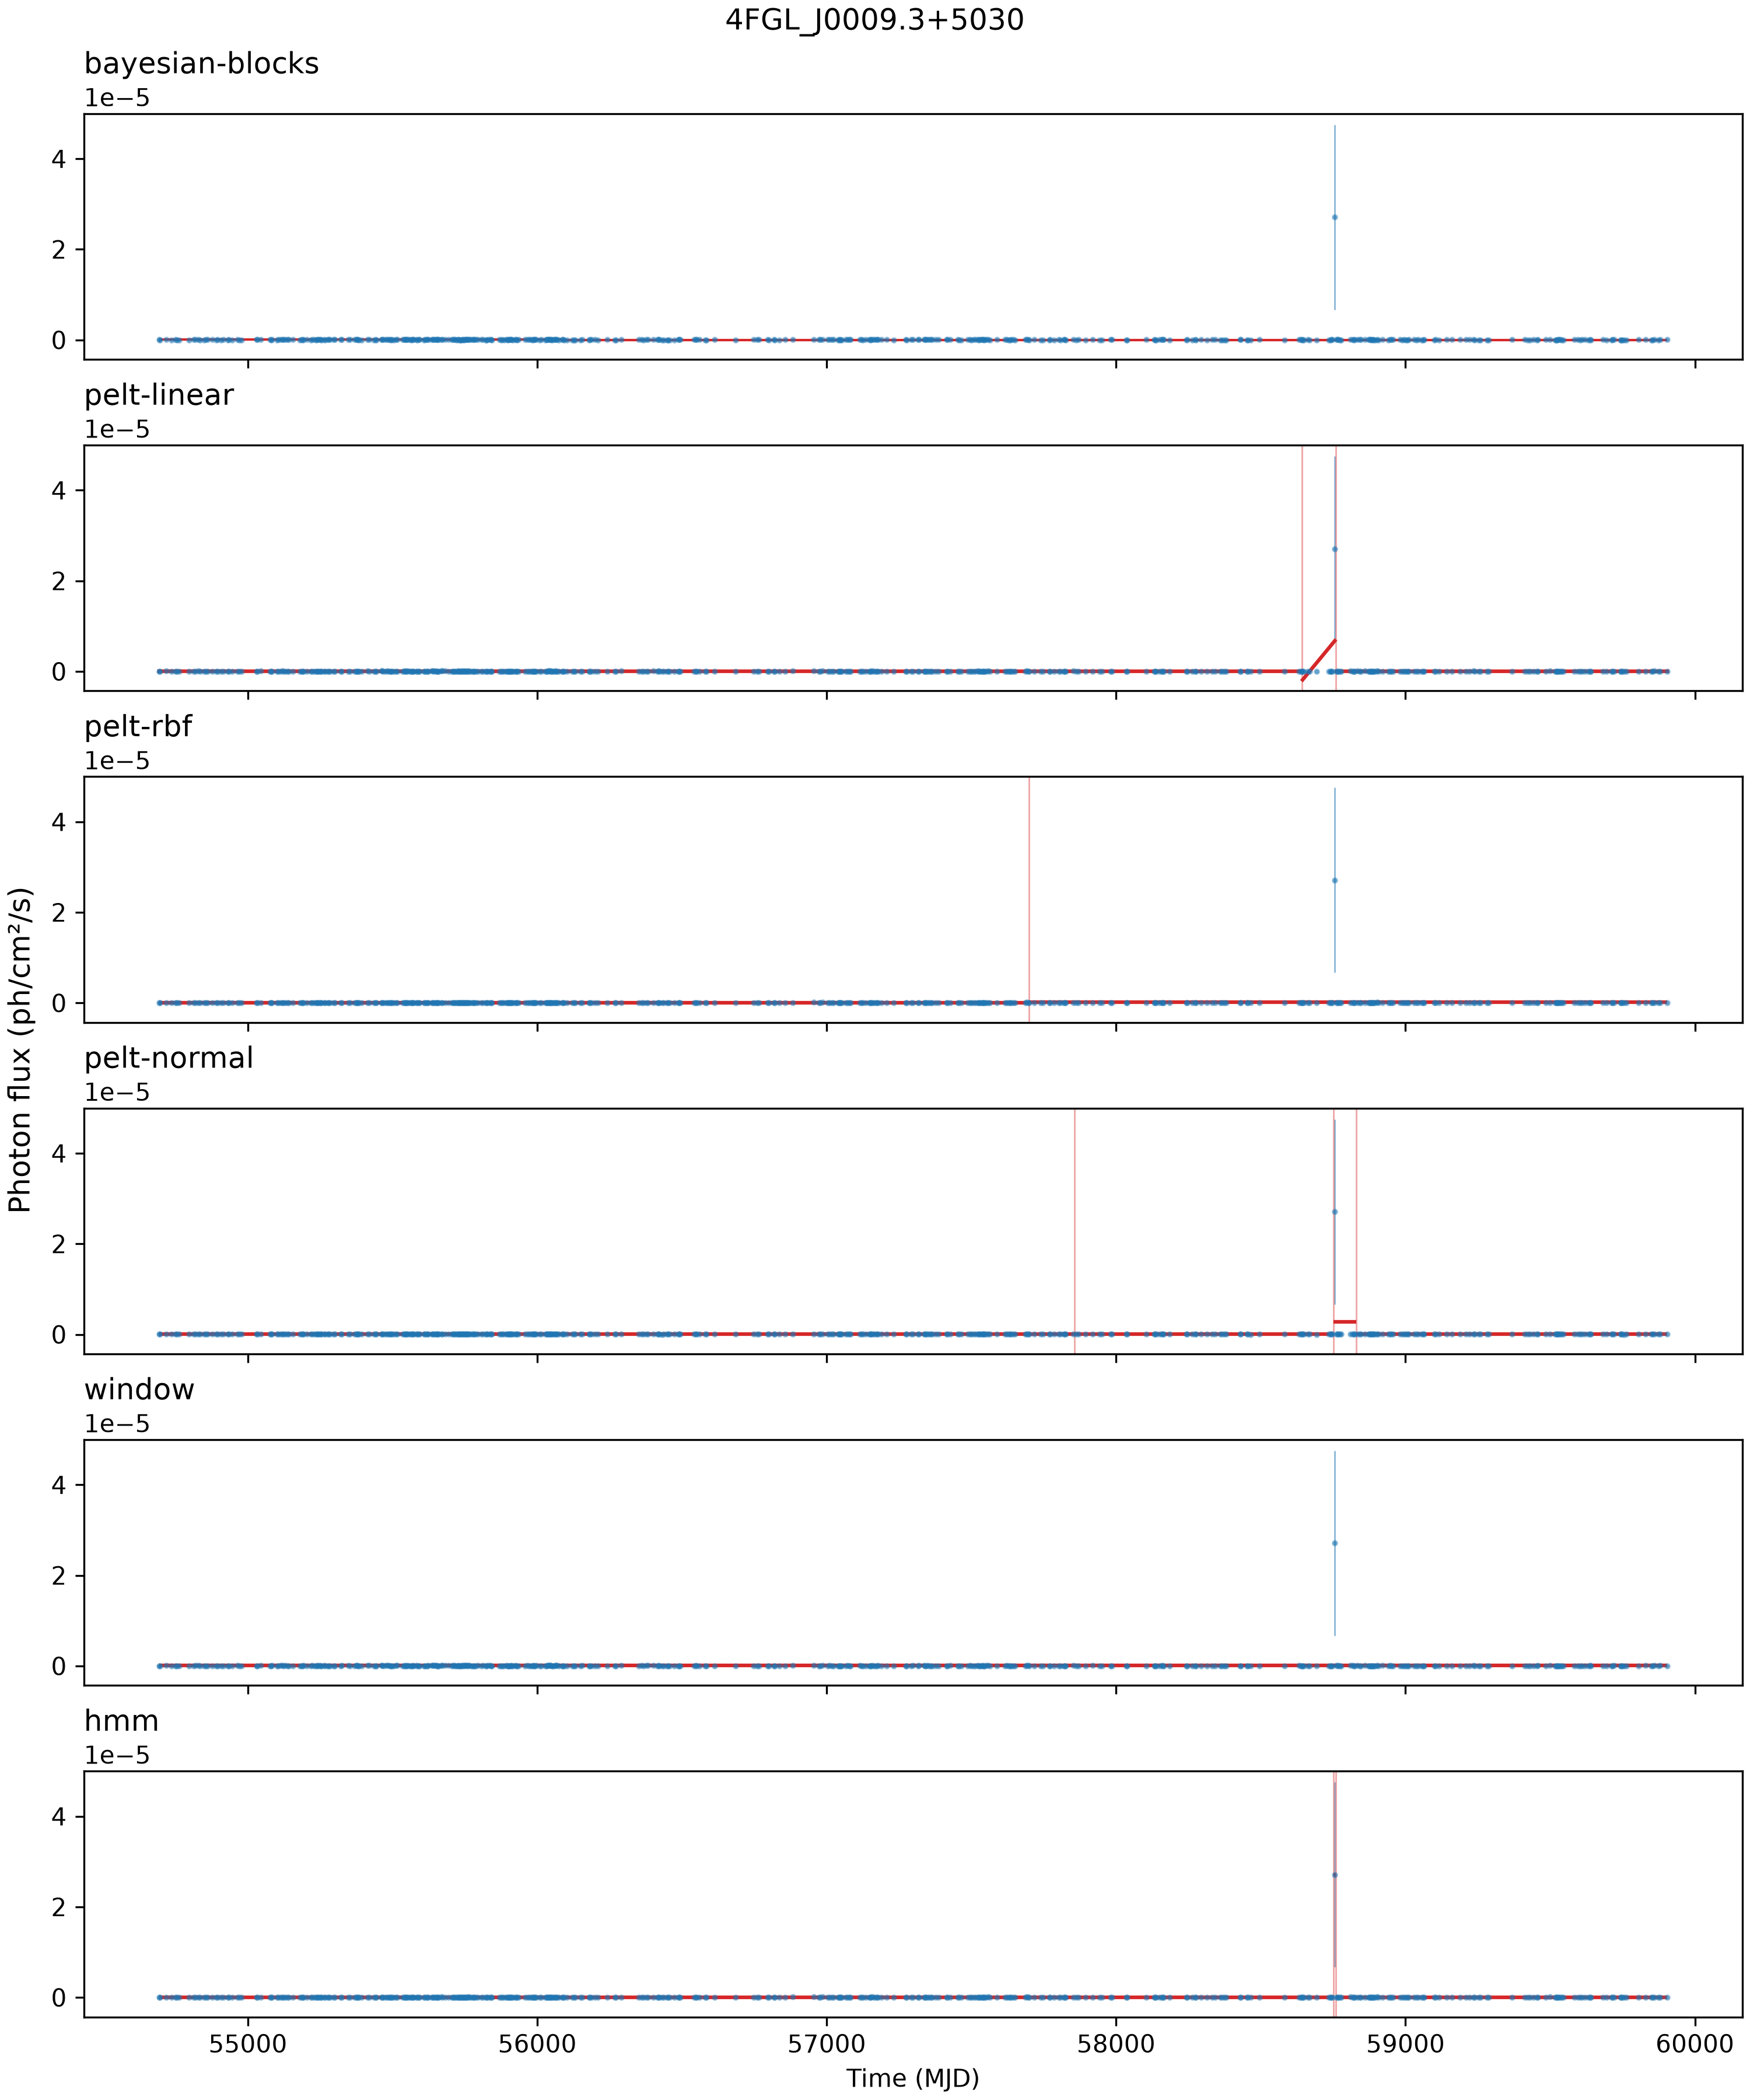 4FGL_J0009.3+5030
bayesian-blocks
1e−5
4
2
0
pelt-linear
1e−5
4
2
0
pelt-rbf
1e−5
4
2
0
Photon flux (ph/cm²/s)
pelt-normal
1e−5
4
2
0
window
1e−5
4
2
0
hmm
1e−5
4
2
0
55000 56000 57000 58000 59000 60000
Time (MJD)